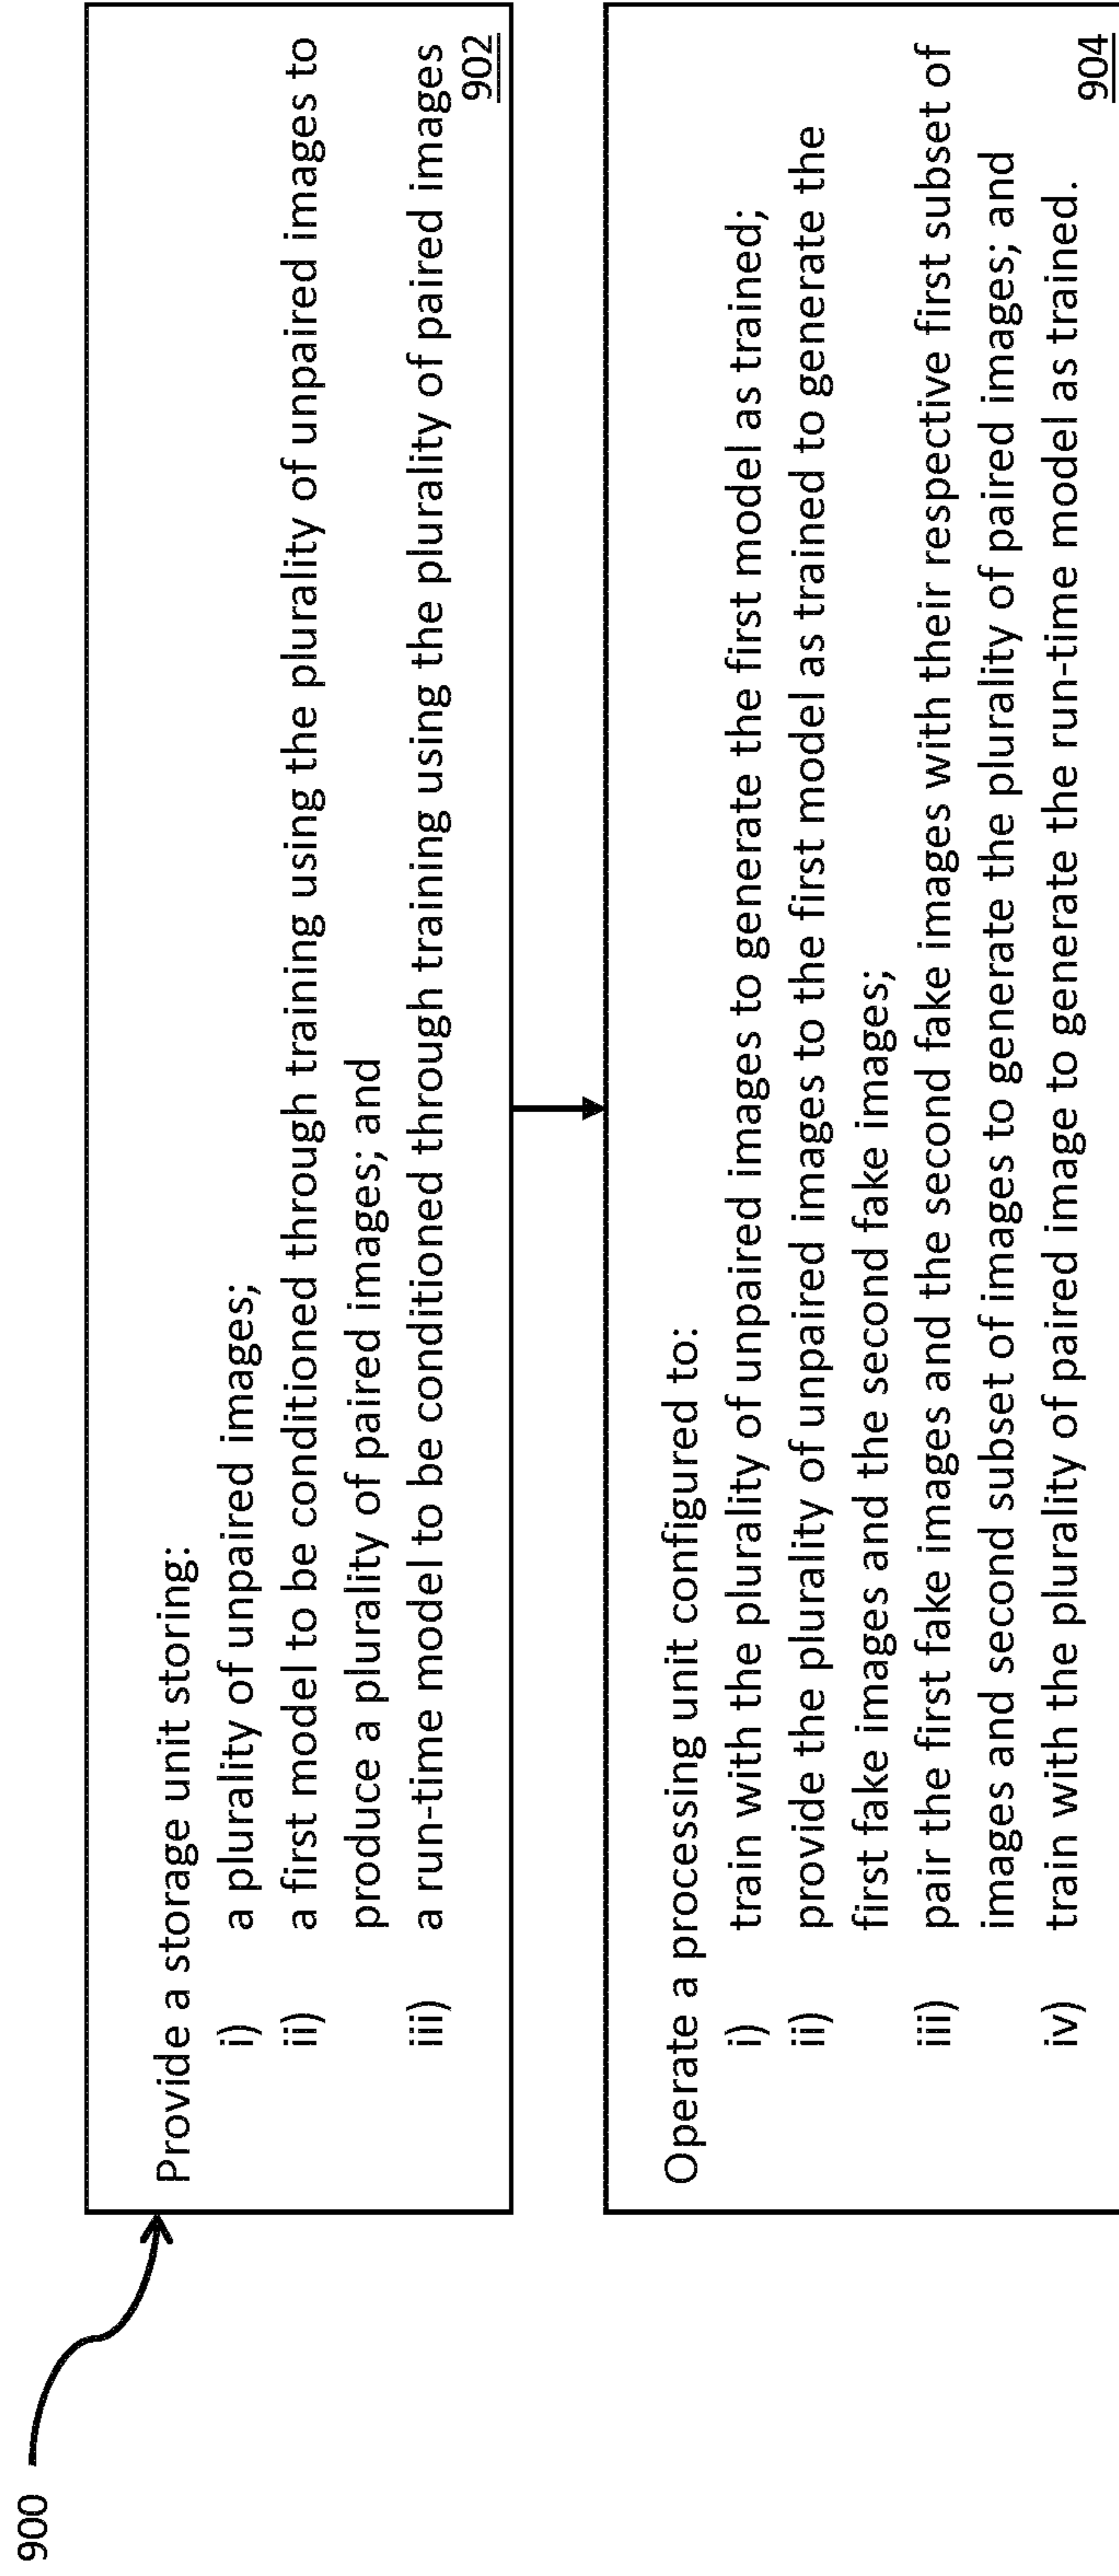 900
Provide a storage unit storing:
i) a plurality of unpaired images;
ii) a first model to be conditioned through training using the plurality of unpaired images to
produce a plurality of paired images; and
iii) a run-time model to be conditioned through training using the plurality of paired images
902
Operate a processing unit configured to:
i) train with the plurality of unpaired images to generate the first model as trained;
ii) provide the plurality of unpaired images to the first model as trained to generate the
first fake images and the second fake images;
iii) pair the first fake images and the second fake images with their respective first subset of
images and second subset of images to generate the plurality of paired images; and
iv) train with the plurality of paired image to generate the run-time model as trained.
904